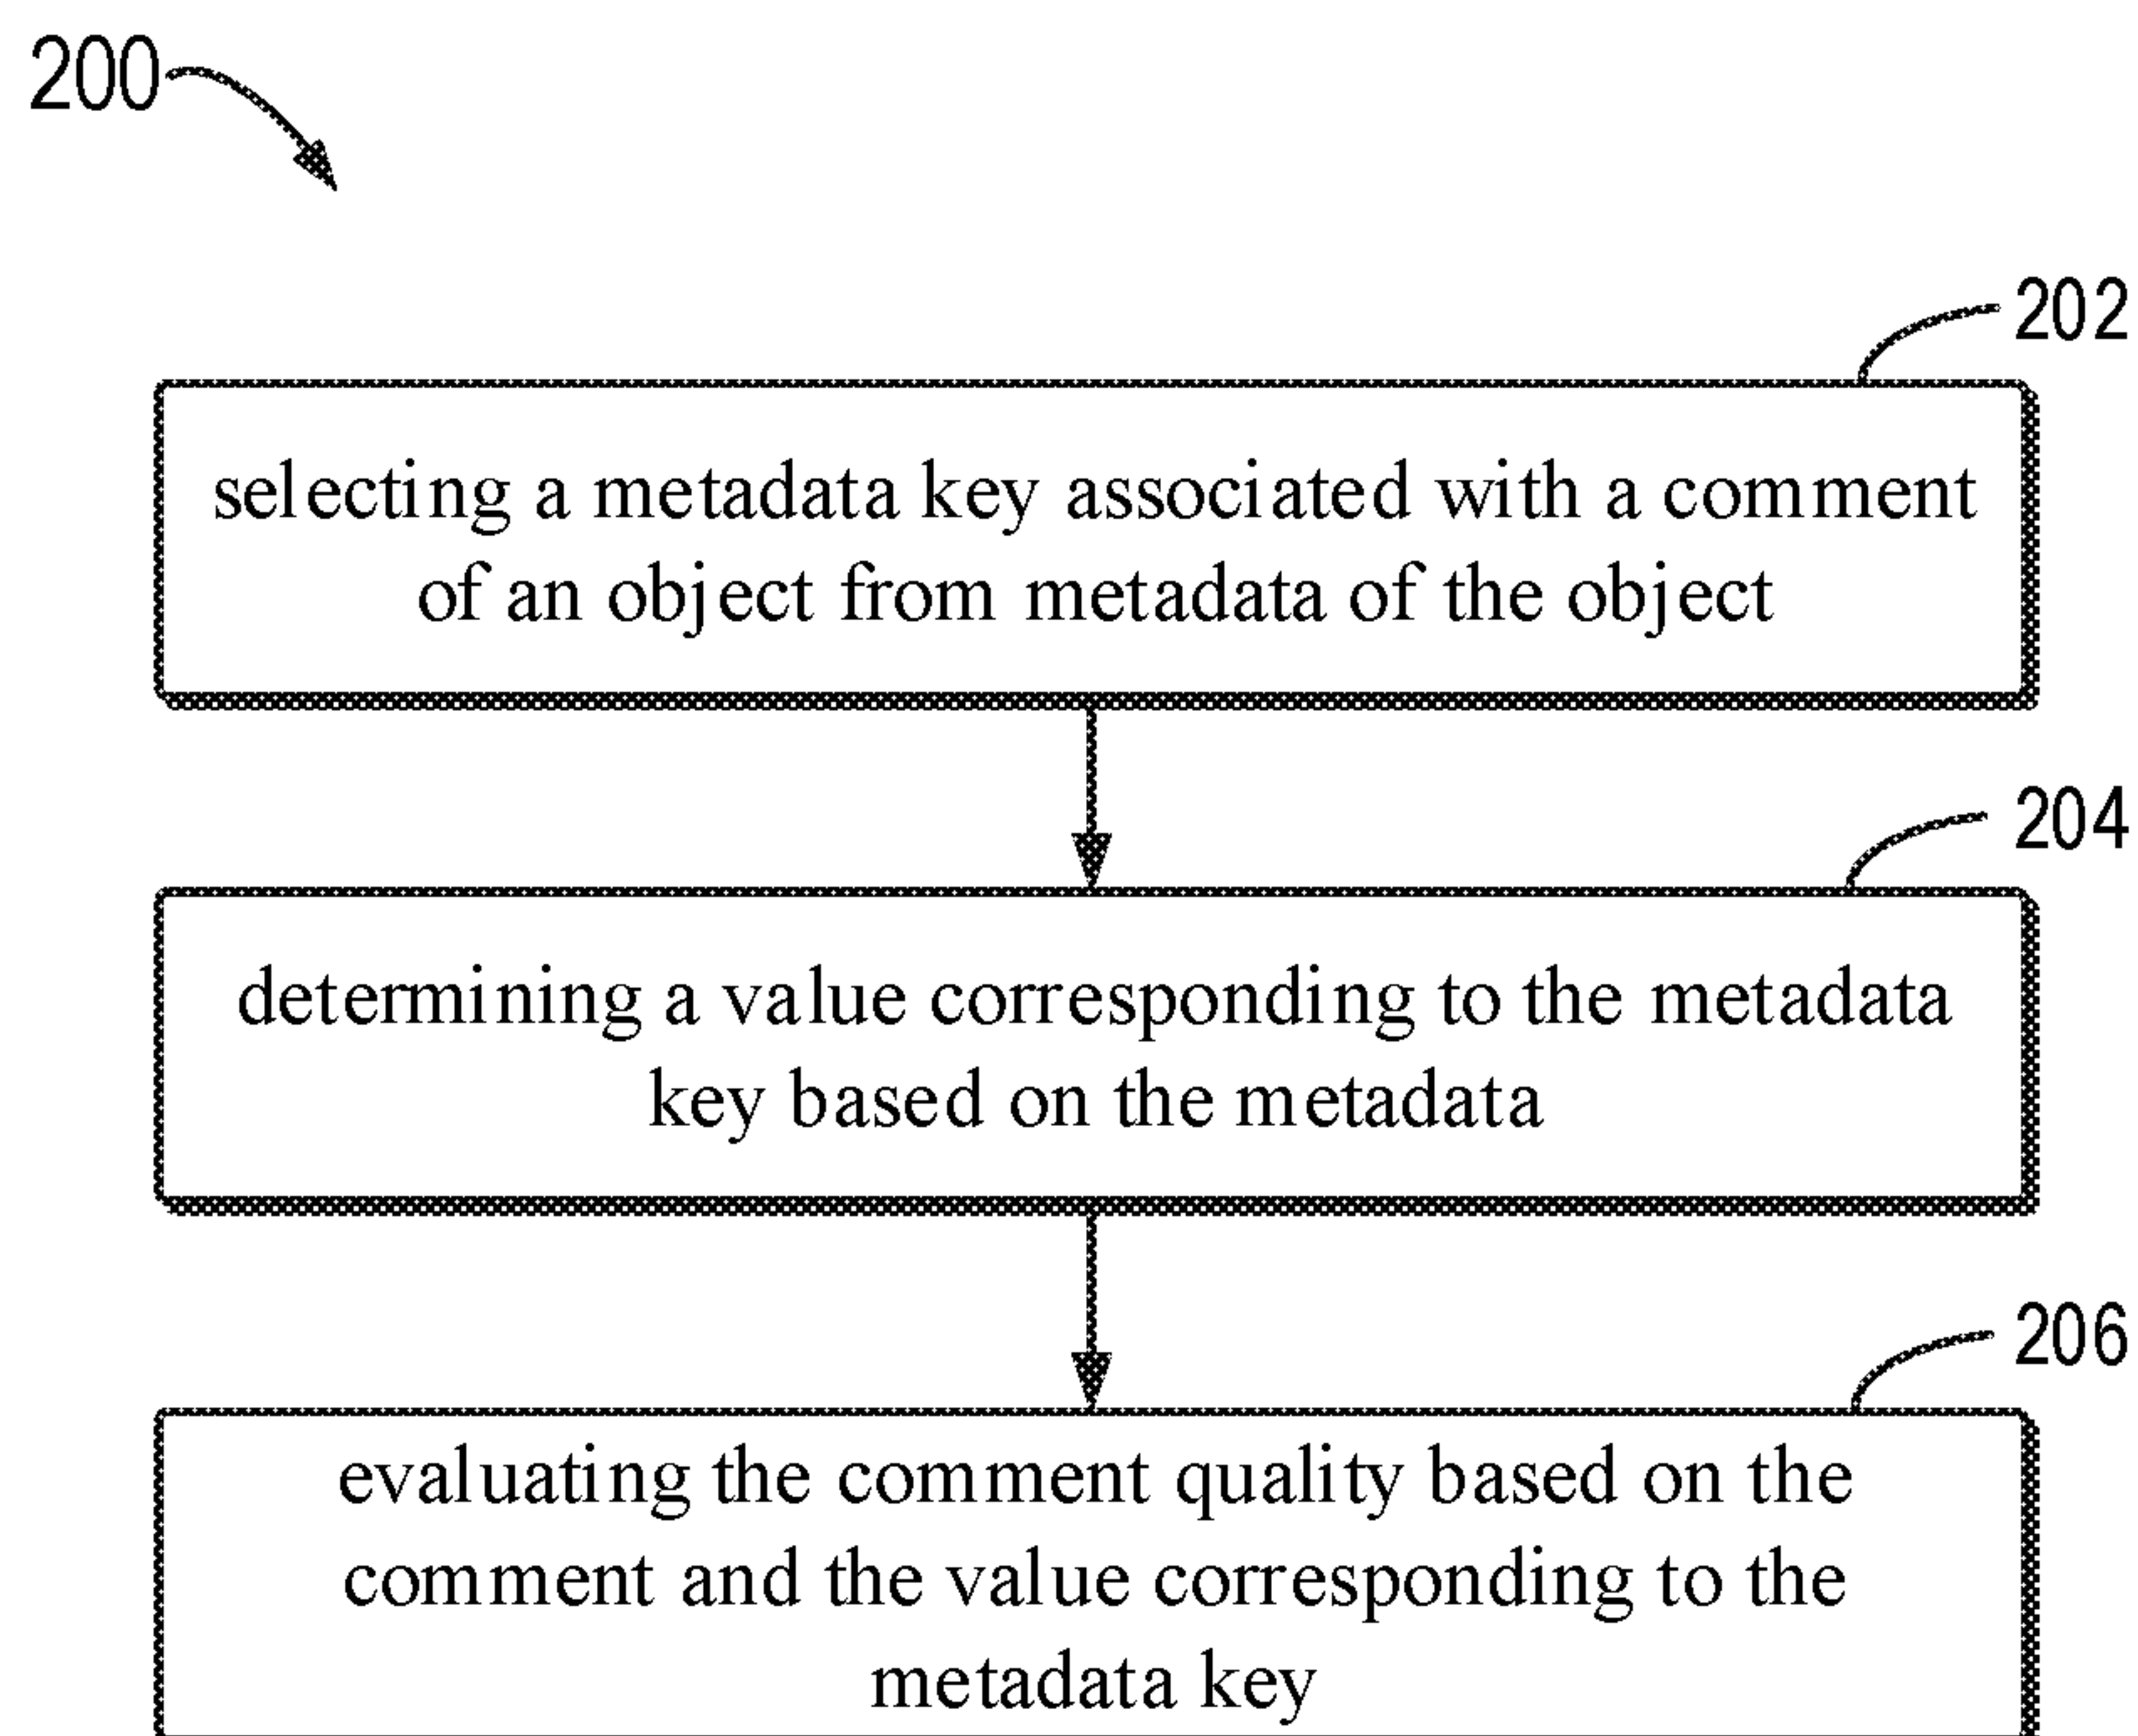 200
202
selecting a metadata key associated with a comment
of an object from metadata of the object
204
determining a value corresponding to the metadata
key based on the metadata
206
evaluating the comment quality based on the
comment and the value corresponding to the
metadata key